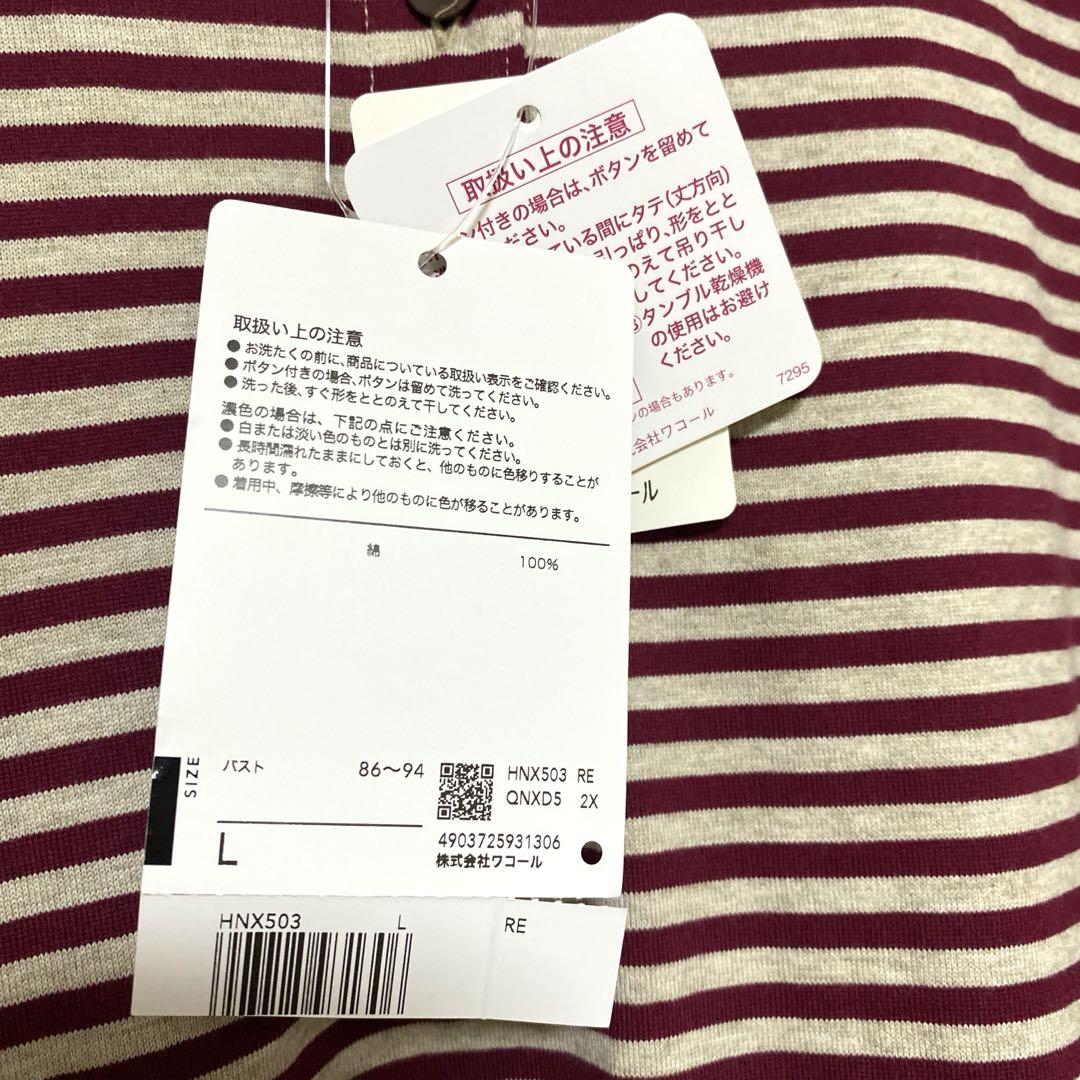 取扱い上の注意
付きの場合は、ボタンを留めて
ださい。
ている間にタテ(丈方向)
引っぱり、形をとと
のえて吊り干し
してください。
タンブル乾燥機
の使用はお避け
ください。
の場合もあります。
7295
株式会社ワコール
ール
取扱い上の注意
●お洗たくの前に、商品についている取扱い表示をご確認ください。
●ボタン付きの場合、ボタンは留めて洗ってください。
●洗った後、すぐ形をととのえて干してください。
濃色の場合は、下記の点にご注意ください。
●白または淡い色のものとは別に洗ってください。
●長時間濡れたままにしておくと、他のものに色移りすることが
あります。
●着用中、摩擦等により他のものに色が移ることがあります。
綿 100%
SIZE
バスト 86〜94
L
HNX503 RE
QNXD5 2X
4903725931306
株式会社ワコール
HNX503 L RE